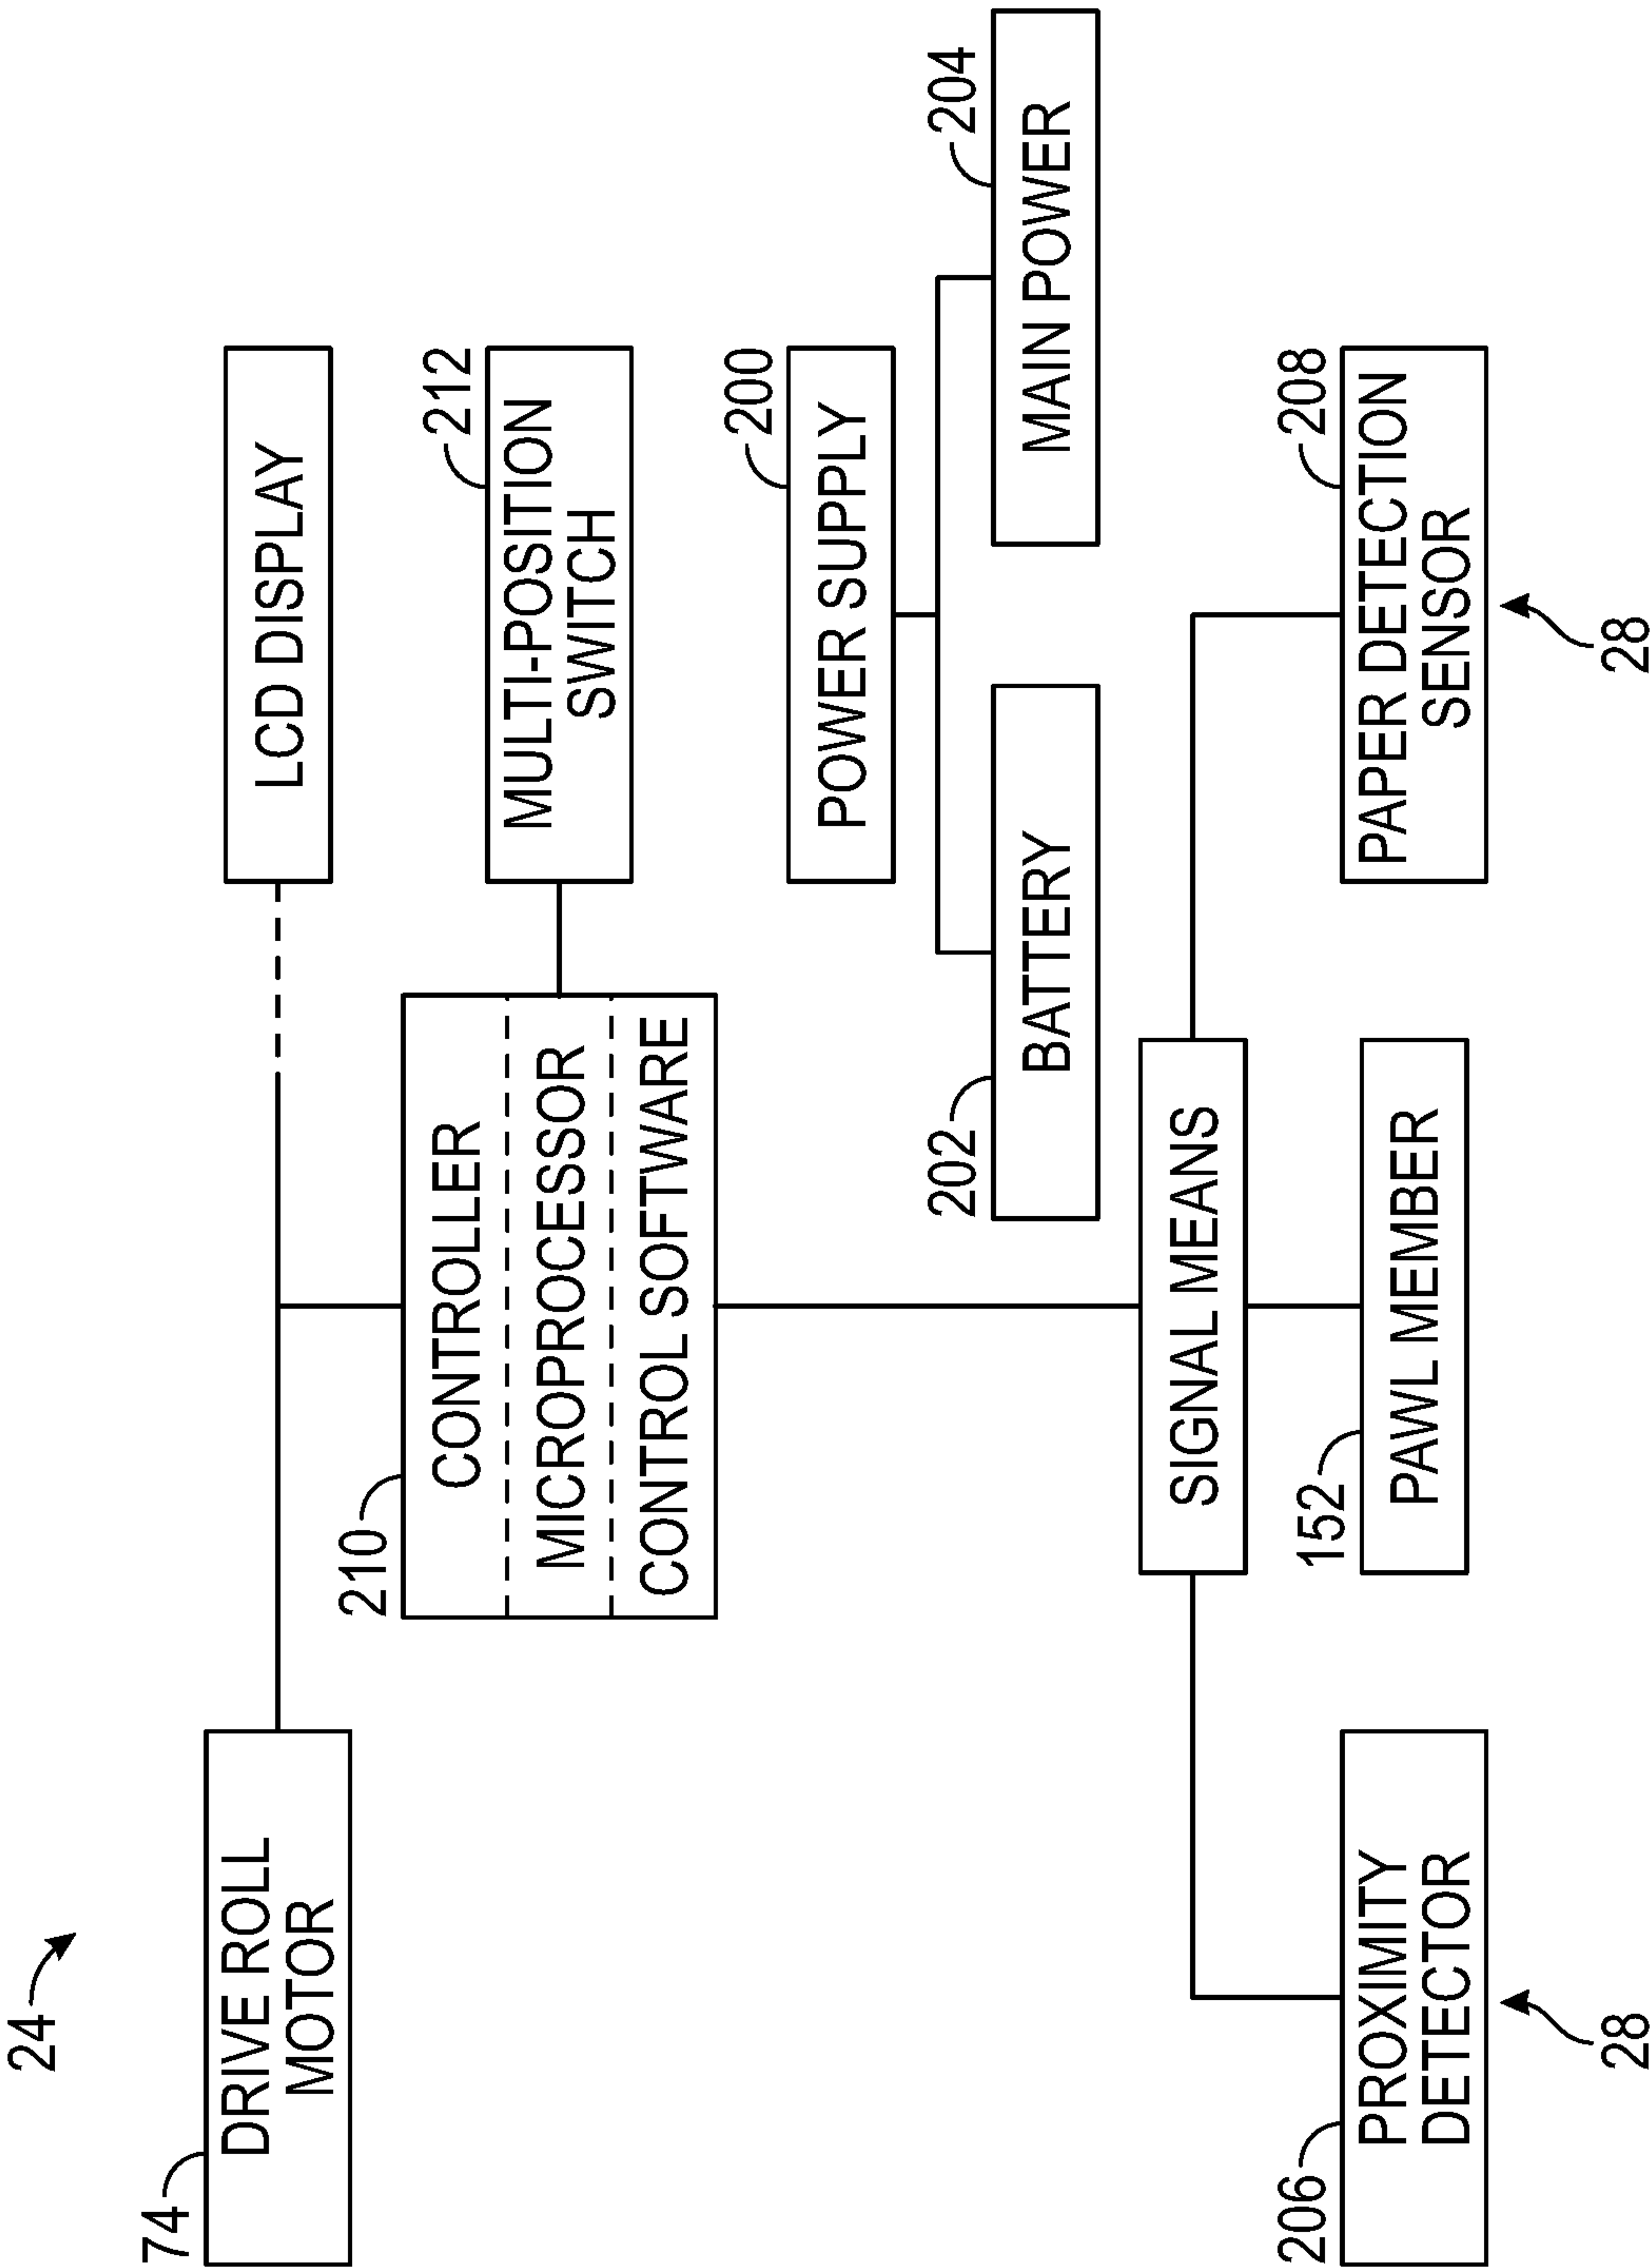 24
74
DRIVE ROLL
MOTOR
LCD DISPLAY
210
CONTROLLER
MICROPROCESSOR
CONTROL SOFTWARE
212
MULTI-POSITION
SWITCH
200
POWER SUPPLY
202
BATTERY
204
MAIN POWER
SIGNAL MEANS
206
PROXIMITY
DETECTOR
28
152
PAWL MEMBER
208
PAPER DETECTION
SENSOR
28